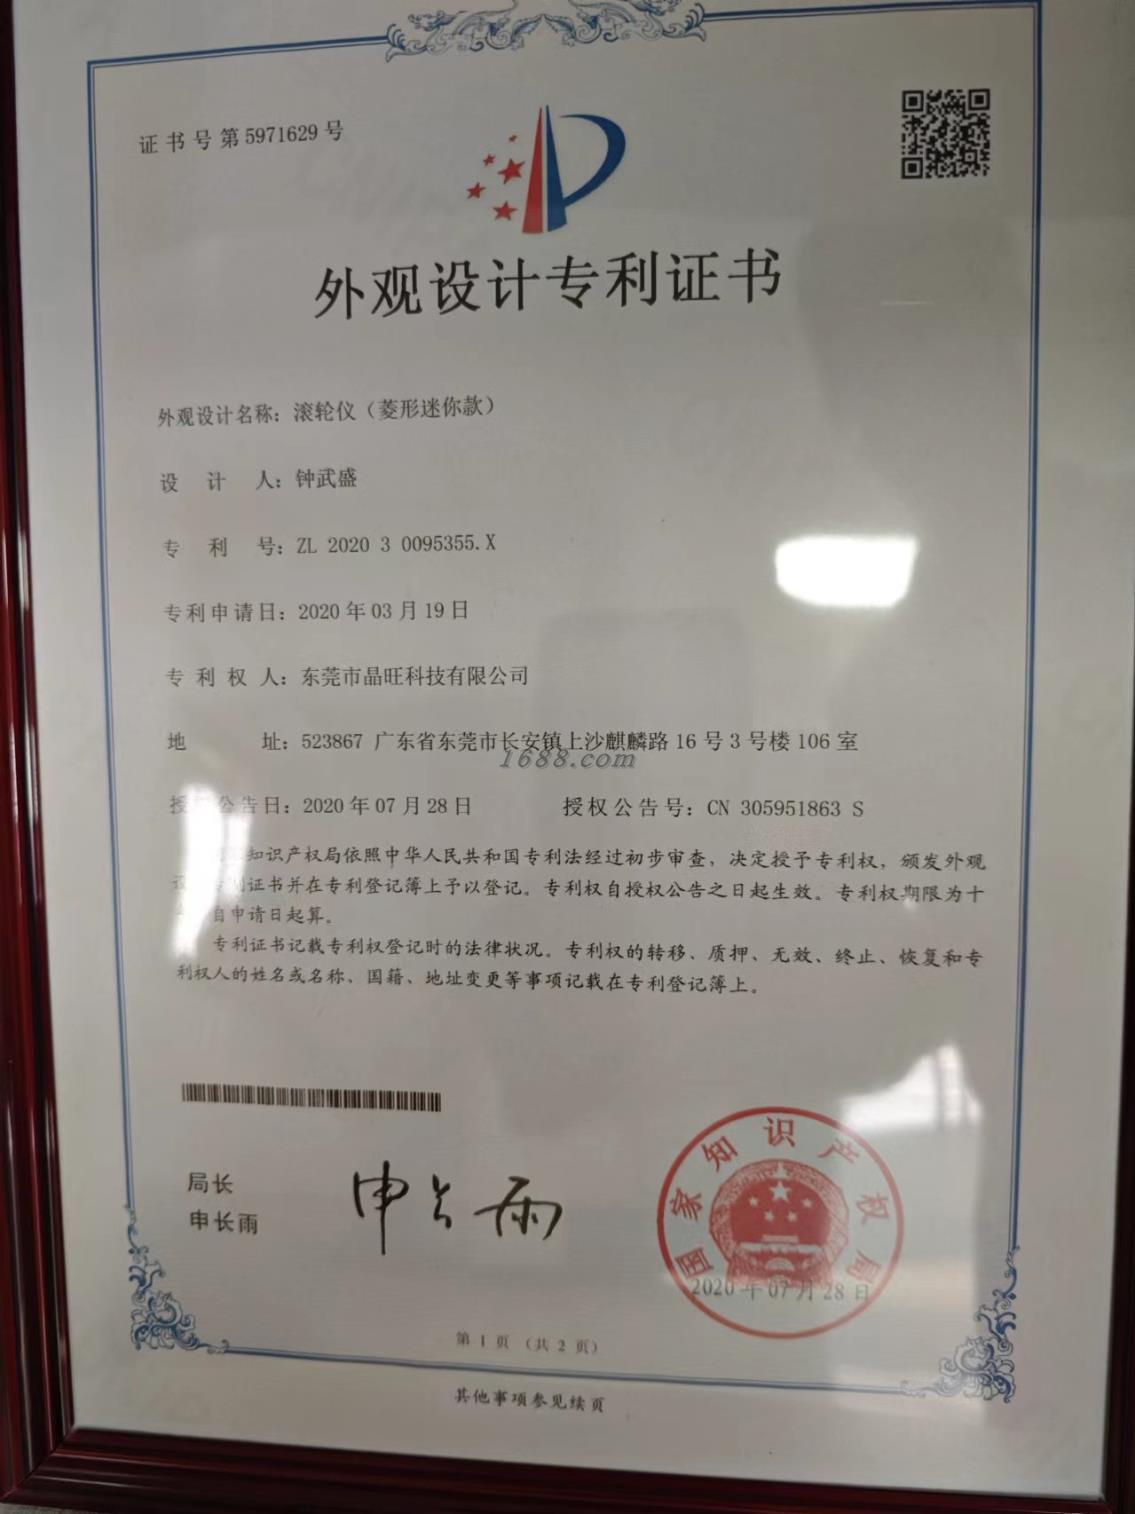 证书号第5971629号
外观设计专利证书
外观设计名称：滚轮仪（菱形迷你款）
设计人：钟武盛
专利号：ZL 2020 3 0095355.X
专利申请日：2020年03月19日
专利权人：东莞市晶旺科技有限公司
地址：523867 广东省东莞市长安镇上沙麒麟路16号3号楼106室
1688.com
授权公告日：2020年07月28日 授权公告号：CN 305951863 S
知识产权局依照中华人民共和国专利法经过初步审查，决定授予专利权，颁发外观
专利证书并在专利登记簿上予以登记。专利权自授权公告之日起生效。专利权期限为十
自申请日起算。
专利证书记载专利权登记时的法律状况。专利权的转移、质押、无效、终止、恢复和专
利权人的姓名或名称、国籍、地址变更等事项记载在专利登记簿上。
局长
申长雨
申长雨
国家知识产权局
2020年07月28日
第1页（共2页）
其他事项参见续页